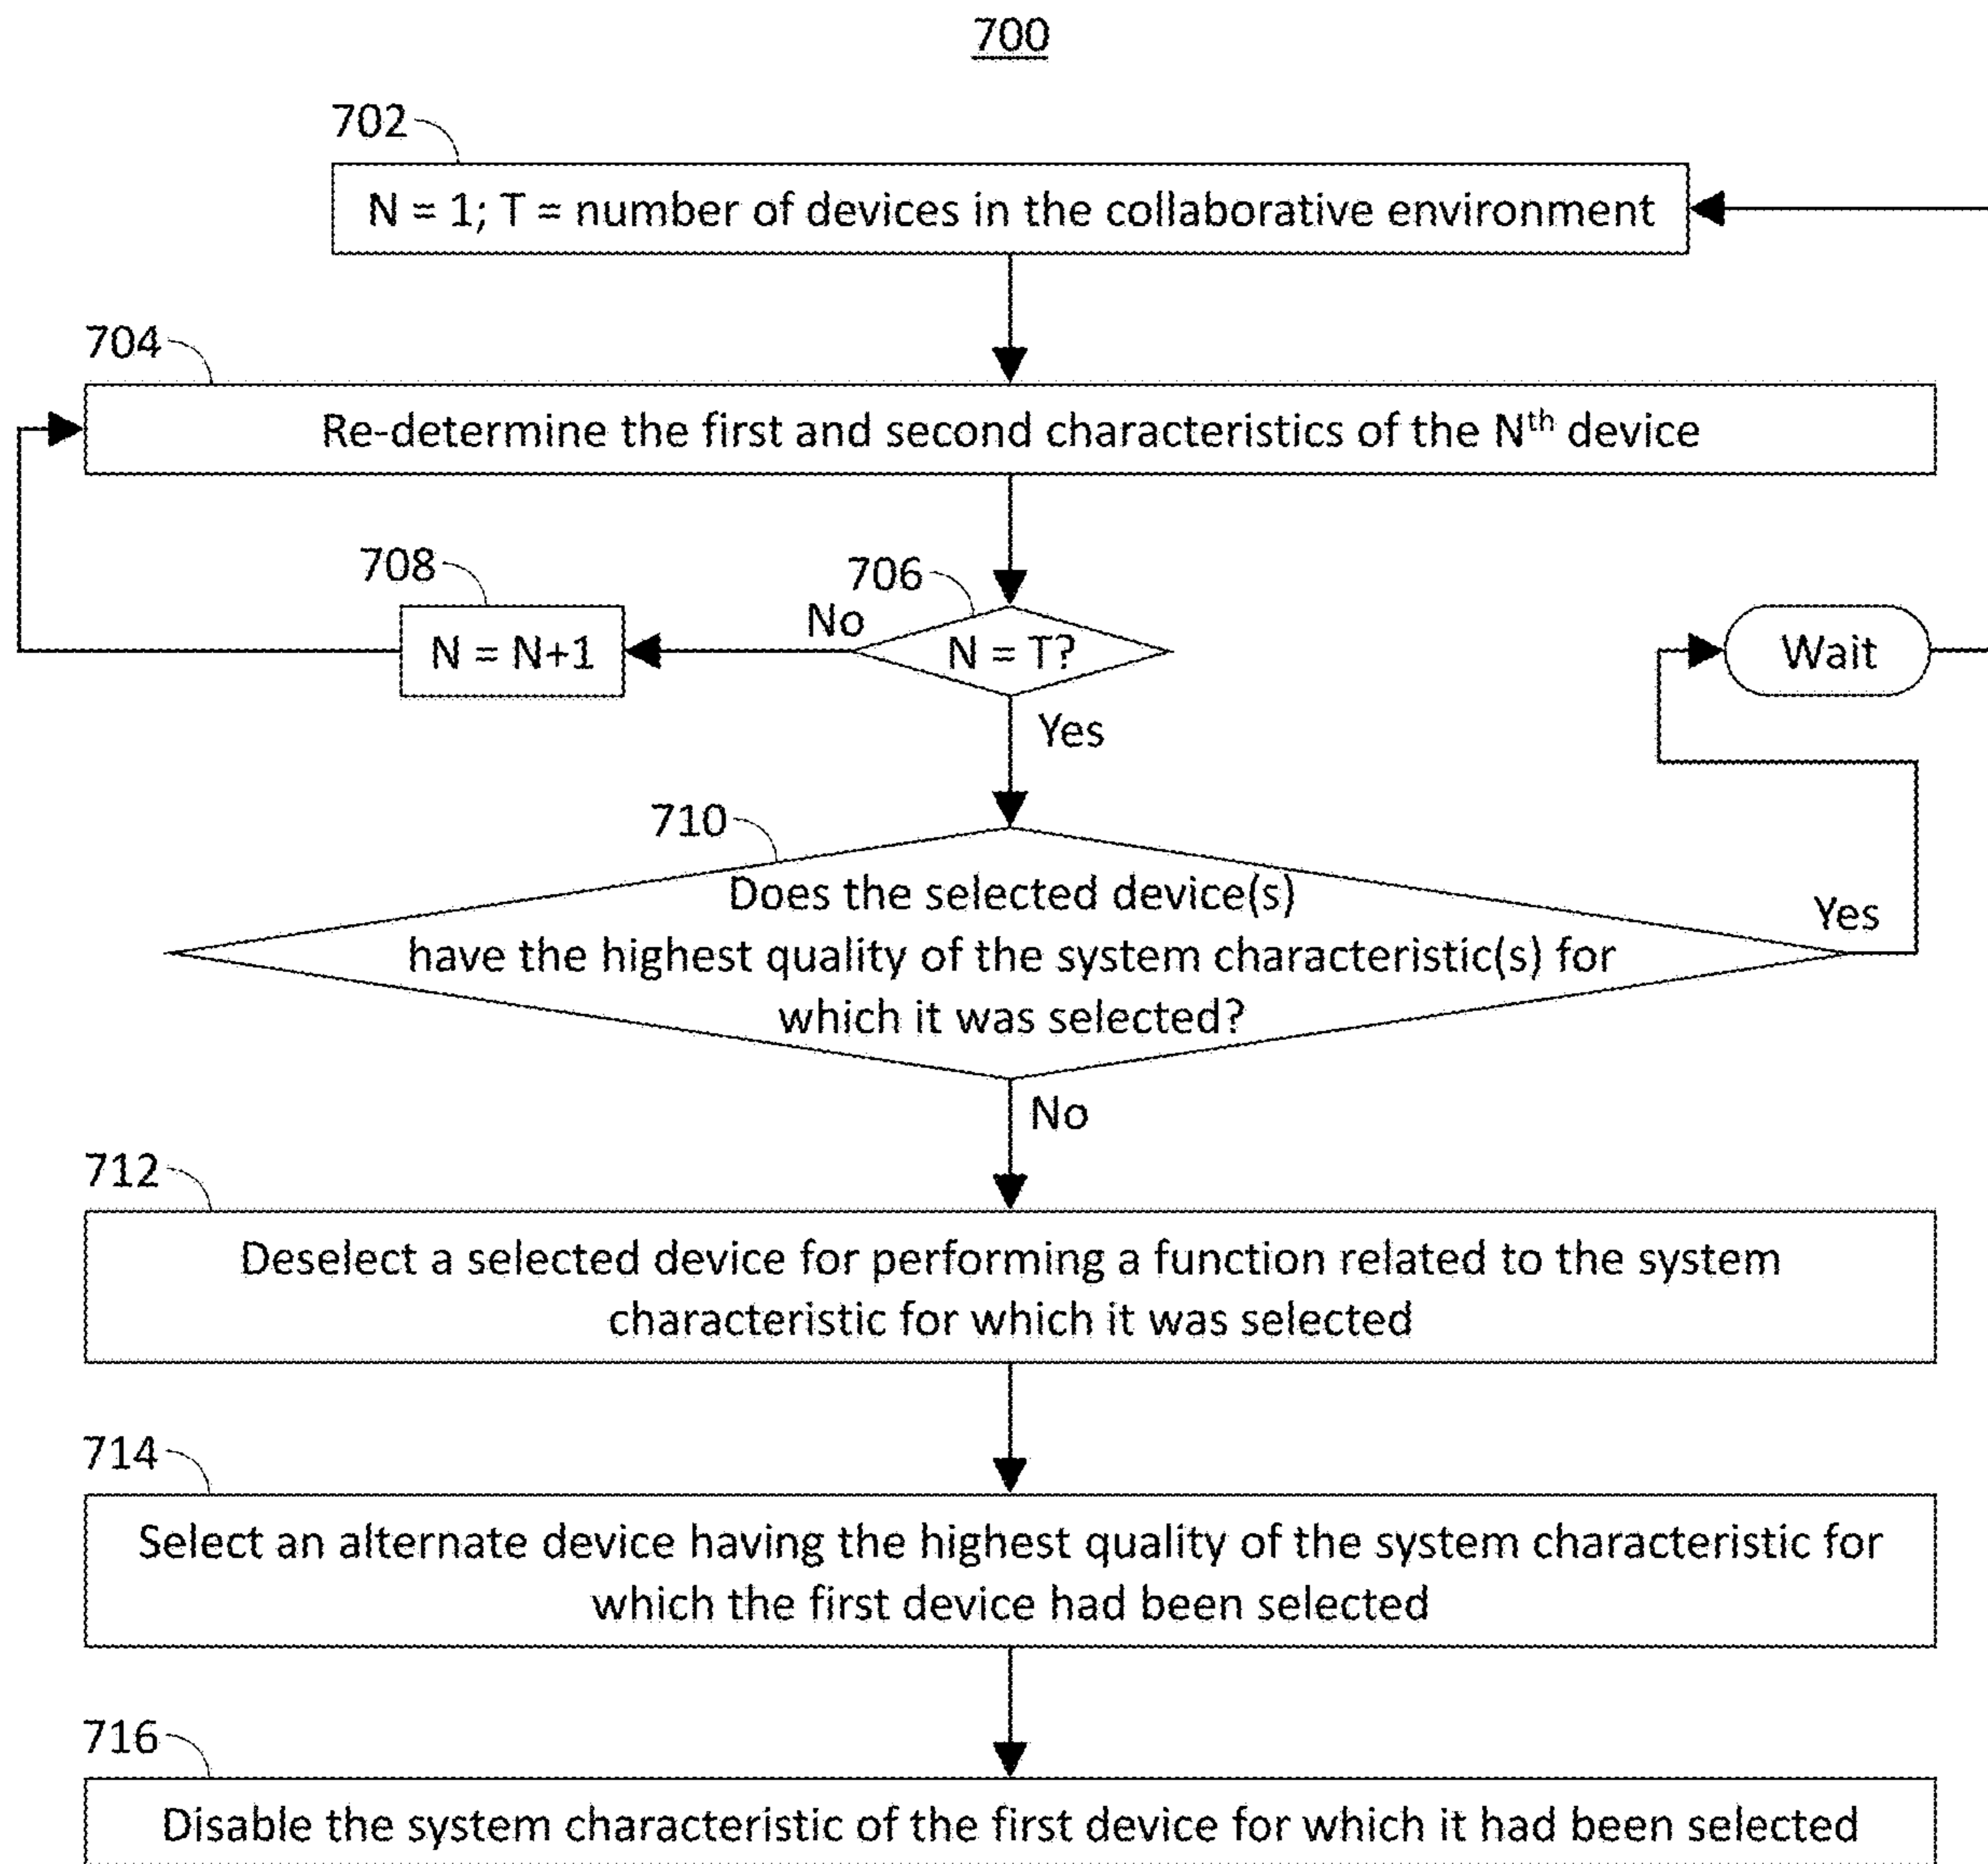 700
702
N = 1; T = number of devices in the collaborative environment
704
Re-determine the first and second characteristics of the Nth device
708
706
No
N = N+1
N = T?
Wait
Yes
710
Does the selected device(s)
have the highest quality of the system characteristic(s) for
which it was selected?
Yes
No
712
Deselect a selected device for performing a function related to the system
characteristic for which it was selected
714
Select an alternate device having the highest quality of the system characteristic for
which the first device had been selected
716
Disable the system characteristic of the first device for which it had been selected